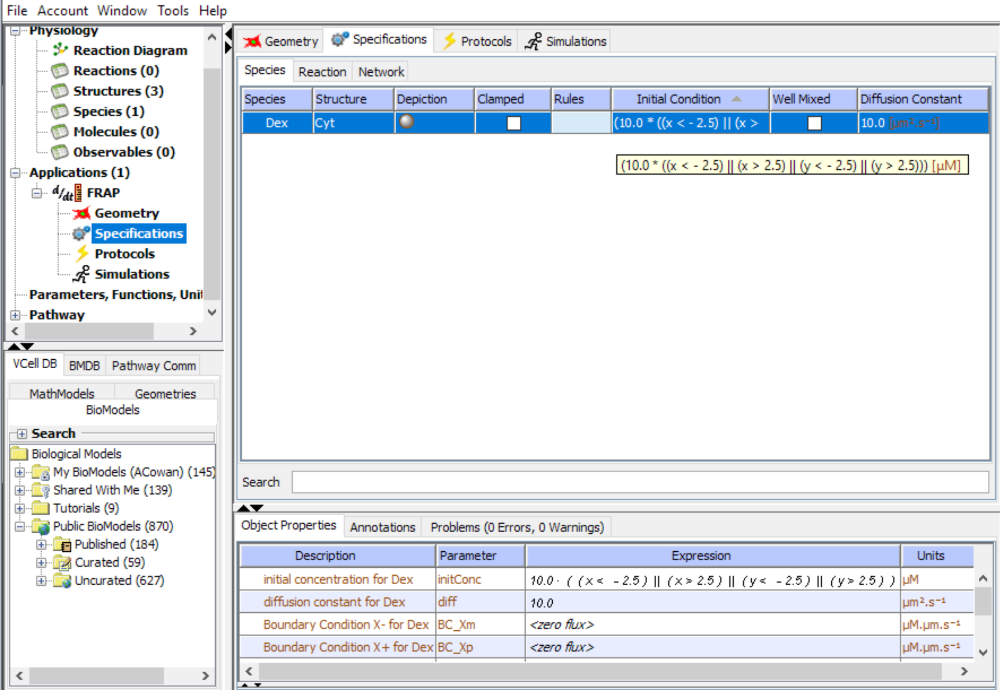 File Account Window Tools Help
Physiology
Reaction Diagram
Reactions (0)
Structures (3)
Species (1)
Molecules (0)
Observables (0)
Applications (1)
d/dt FRAP
Geometry
Specifications
Protocols
Simulations
Parameters, Functions, Unit
Pathway
VCell DB BMDB Pathway Comm
MathModels Geometries
BioModels
Search
Biological Models
My BioModels (ACowan) (145)
Shared With Me (139)
Tutorials (9)
Public BioModels (870)
Published (184)
Curated (59)
Uncurated (627)
Geometry Specifications Protocols Simulations
Species Reaction Network
Species Structure Depiction Clamped Rules Initial Condition Well Mixed Diffusion Constant
Dex Cyt (10.0 * ((x < - 2.5) || (x > 10.0 [µm².s⁻¹]
(10.0 * ((x < - 2.5) || (x > 2.5) || (y < - 2.5) || (y > 2.5))) [µM]
Search
Object Properties Annotations Problems (0 Errors, 0 Warnings)
Description Parameter Expression Units
initial concentration for Dex initConc 10.0 · ( ( x < - 2.5 ) || ( x > 2.5 ) || ( y < - 2.5 ) || ( y > 2.5 ) ) µM
diffusion constant for Dex diff 10.0 µm².s⁻¹
Boundary Condition X- for Dex BC_Xm <zero flux> µM.µm.s⁻¹
Boundary Condition X+ for Dex BC_Xp <zero flux> µM.µm.s⁻¹